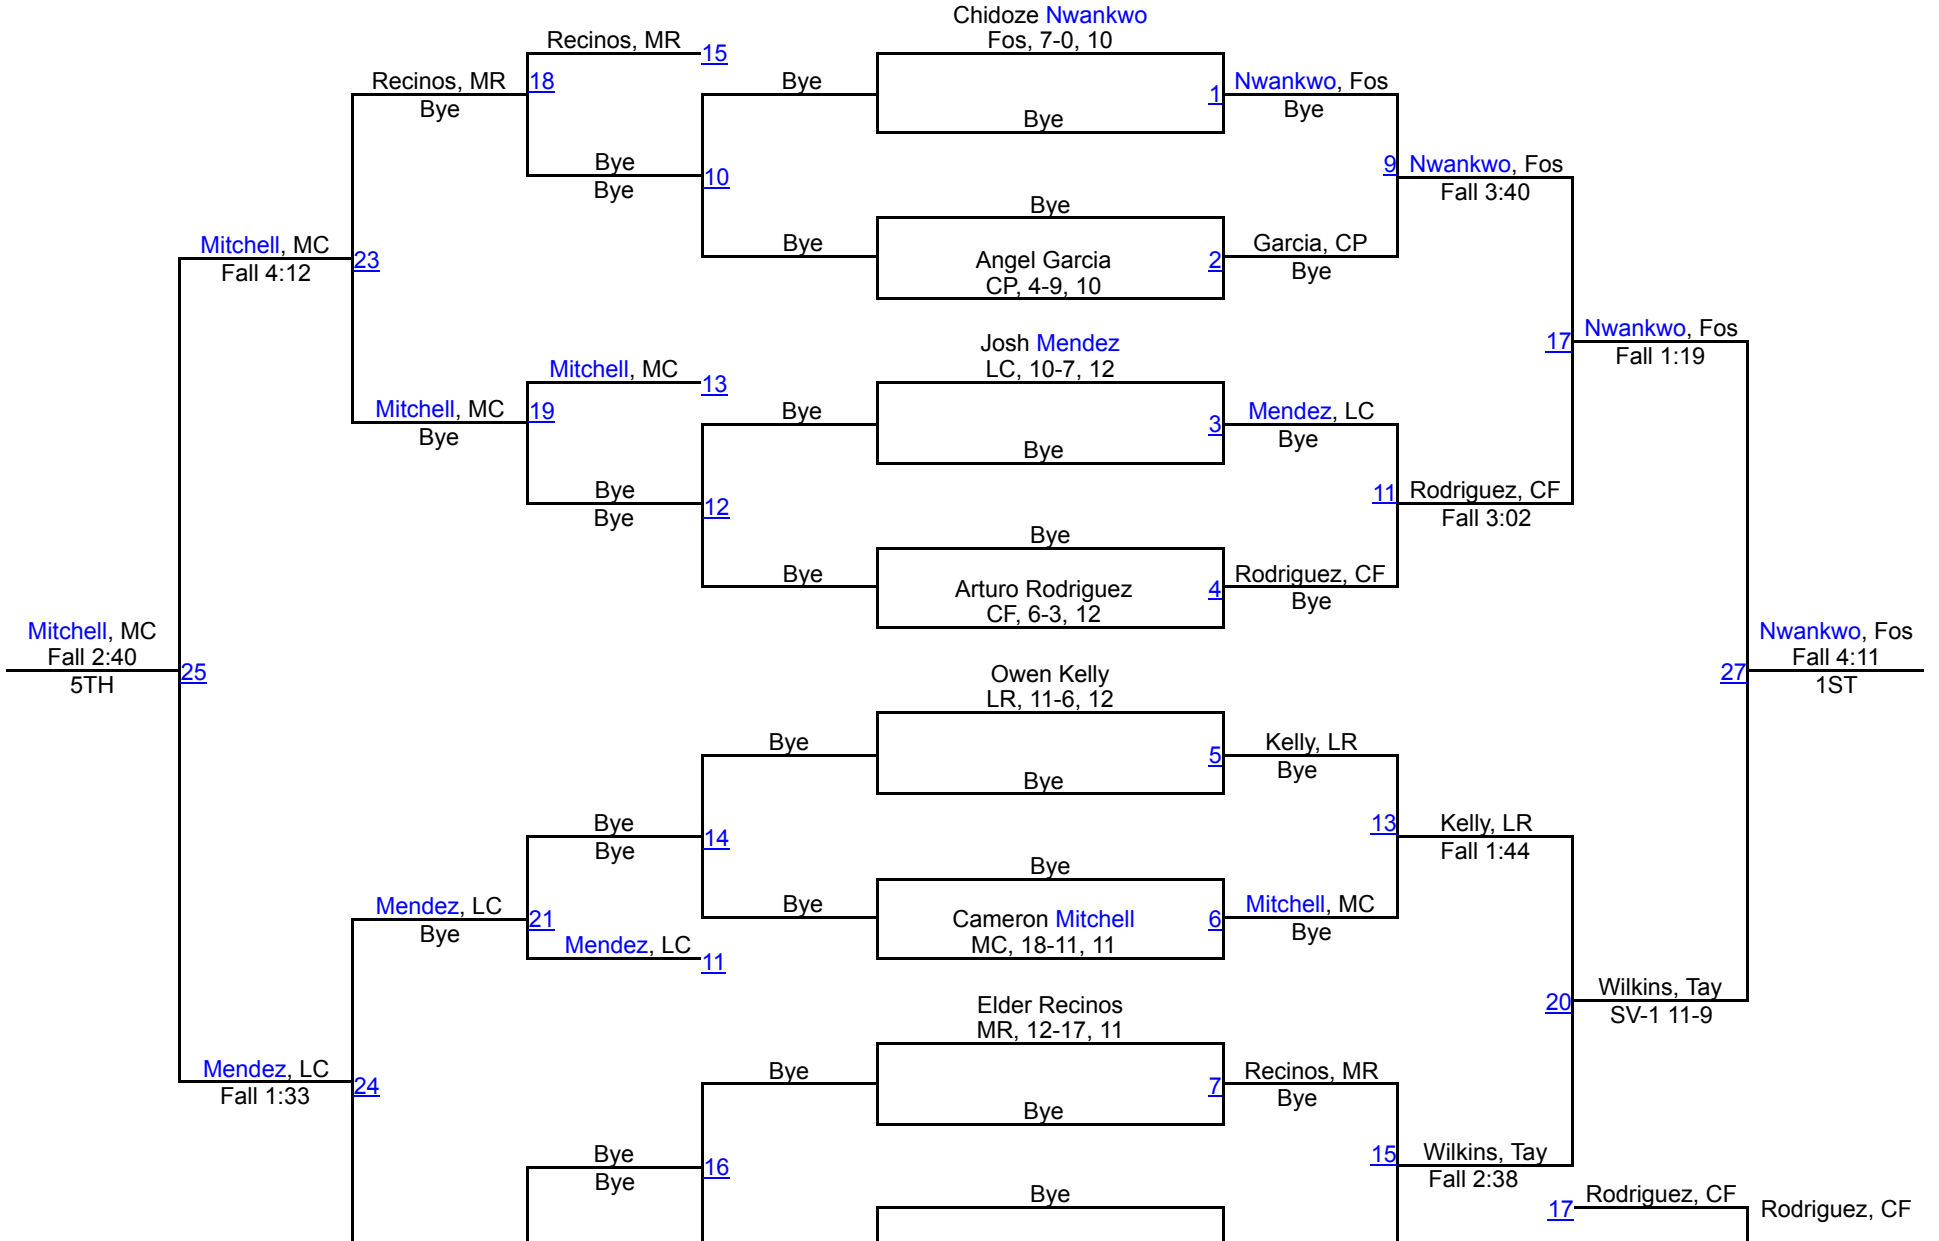 Chidoze Nwankwo
Fos, 7-0, 10
Recinos, MR
15
Recinos, MR
Bye
18
Bye
1
Nwankwo, Fos
Bye
Bye
Bye
Bye
10
9
Nwankwo, Fos
Fall 3:40
Bye
Mitchell, MC
Fall 4:12
23
Bye
Angel Garcia
CP, 4-9, 10
2
Garcia, CP
Bye
Josh Mendez
LC, 10-7, 12
17
Nwankwo, Fos
Fall 1:19
Mitchell, MC
13
Mitchell, MC
Bye
19
Bye
3
Mendez, LC
Bye
Bye
Bye
Bye
12
11
Rodriguez, CF
Fall 3:02
Bye
Bye
Arturo Rodriguez
CF, 6-3, 12
4
Rodriguez, CF
Bye
Mitchell, MC
Fall 2:40
5TH
25
Owen Kelly
LR, 11-6, 12
27
Nwankwo, Fos
Fall 4:11
1ST
Bye
5
Kelly, LR
Bye
Bye
Bye
Bye
14
13
Kelly, LR
Fall 1:44
Bye
Mendez, LC
Bye
21
Mendez, LC
11
Bye
Cameron Mitchell
MC, 18-11, 11
6
Mitchell, MC
Bye
Elder Recinos
MR, 12-17, 11
20
Wilkins, Tay
SV-1 11-9
Mendez, LC
Fall 1:33
24
Bye
7
Recinos, MR
Bye
Bye
Bye
Bye
16
15
Wilkins, Tay
Fall 2:38
Bye
17
Rodriguez, CF
Rodriguez, CF